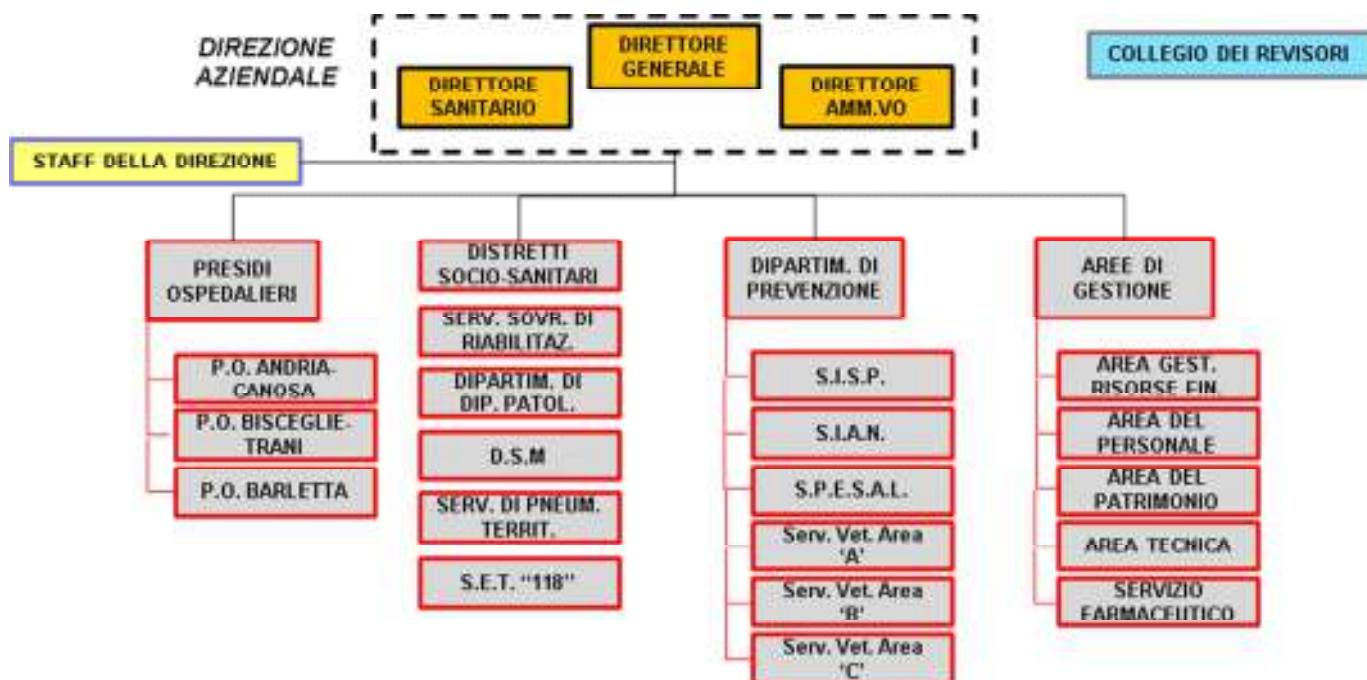 DIREZIONE
AZIENDALE
DIRETTORE
GENERALE
DIRETTORE
SANITARIO
DIRETTORE
AMM.VO
COLLEGIO DEI REVISORI
STAFF DELLA DIREZIONE
PRESIDI
OSPEDALIERI
P.O. ANDRIA-
CANOSA
P.O. BISCEGLIE-
TRANI
P.O. BARLETTA
DISTRETTI
SOCIO-SANITARI
SERV. SOVR. DI
RIABILITAZ.
DIPARTIM. DI
DIP. PATOL.
D.S.M
SERV. DI PNEUM.
TERRIT.
S.E.T. “118”
DIPARTIM. DI
PREVENZIONE
S.I.S.P.
S.I.A.N.
S.P.E.S.A.L.
Serv. Vet. Area
‘A’
Serv. Vet. Area
‘B’
Serv. Vet. Area
‘C’
AREE DI
GESTIONE
AREA GEST.
RISORSE FIN.
AREA DEL
PERSONALE
AREA DEL
PATRIMONIO
AREA TECNICA
SERVIZIO
FARMACEUTICO